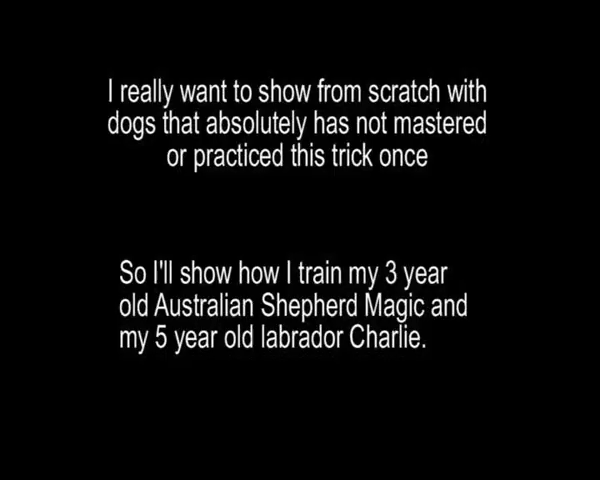 I really want to show from scratch with
dogs that absolutely has not mastered
or practiced this trick once
So I'll show how I train my 3 year
old Australian Shepherd Magic and
my 5 year old labrador Charlie.